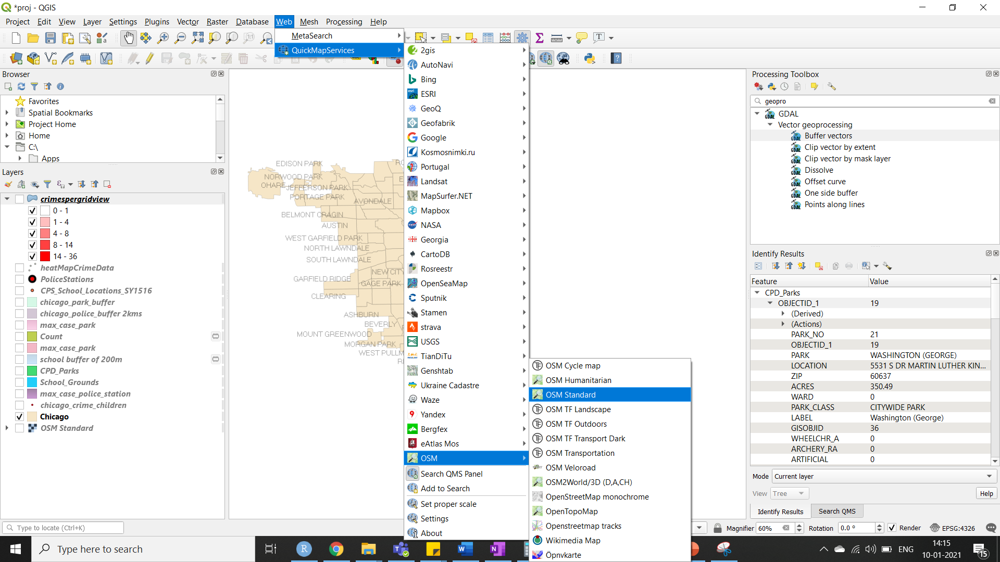 *proj - QGIS
Project Edit View Layer Settings Plugins Vector Raster Database Web Mesh Processing Help
MetaSearch
QuickMapServices
2gis
AutoNavi
Bing
ESRI
GeoQ
Geofabrik
Google
Kosmosnimki.ru
Portugal
Landsat
MapSurfer.NET
Mapbox
NASA
Georgia
CartoDB
Rosreestr
OpenSeaMap
Sputnik
Stamen
strava
USGS
TianDiTu
Genshtab
Ukraine Cadastre
Waze
Yandex
Bergfex
eAtlas Mos
OSM
Search QMS Panel
Add to Search
Set proper scale
Settings
About
OSM Cycle map
OSM Humanitarian
OSM Standard
OSM TF Landscape
OSM TF Outdoors
OSM TF Transport Dark
OSM Transportation
OSM Veloroad
OSM2World/3D (D,A,CH)
OpenStreetMap monochrome
OpenTopoMap
Openstreetmap tracks
Wikimedia Map
Öpnvkarte
Browser
Favorites
Spatial Bookmarks
Project Home
Home
C:\
Apps
Layers
crimespergridview
0 - 1
1 - 4
4 - 8
8 - 14
14 - 36
heatMapCrimeData
PoliceStations
CPS_School_Locations_SY1516
chicago_park_buffer
chicago_police_buffer 2kms
max_case_park
Count
max_case_park
school buffer of 200m
CPD_Parks
School_Grounds
max_case_police_station
chicago_crime_children
Chicago
OSM Standard
EDISON PARK
NORWOOD PARK
OHARE
JEFFERSON PARK
PORTAGE PARK
AVONDALE
BELMONT CRAGIN
AUSTIN
WEST GARFIELD PARK
NORTH LAWNDALE
SOUTH LAWNDALE
NEW CITY
GARFIELD RIDGE
GAGE PARK
CLEARING
ASHBURN
BEVERLY
MOUNT GREENWOOD
MORGAN PARK
WEST PULLM
Processing Toolbox
geopro
GDAL
Vector geoprocessing
Buffer vectors
Clip vector by extent
Clip vector by mask layer
Dissolve
Offset curve
One side buffer
Points along lines
Identify Results
Feature Value
CPD_Parks
OBJECTID_1 19
(Derived)
(Actions)
PARK_NO 21
OBJECTID_1 19
PARK WASHINGTON (GEORGE)
LOCATION 5531 S DR MARTIN LUTHER KIN...
ZIP 60637
ACRES 350.49
WARD 0
PARK_CLASS CITYWIDE PARK
LABEL Washington (George)
GISOBJID 36
WHEELCHR_A 0
ARCHERY_RA 0
ARTIFICIAL 0
Mode Current layer
View Tree Help
Identify Results Search QMS
Type to locate (Ctrl+K)
Magnifier 60% Rotation 0.0 ° Render EPSG:4326
Type here to search
ENG
14:15
10-01-2021
15